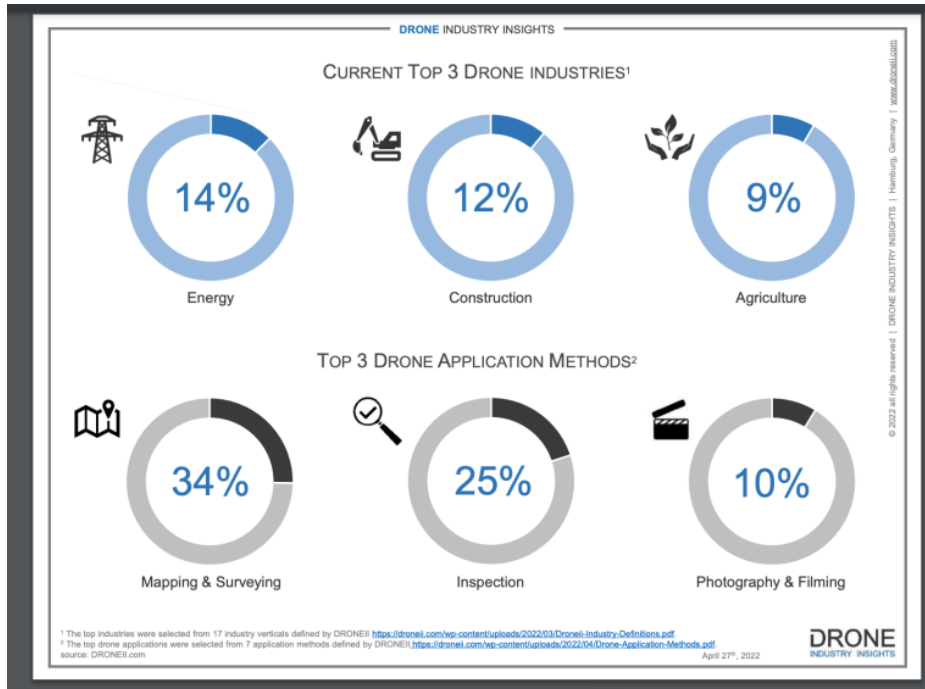 DRONE INDUSTRY INSIGHTS
CURRENT TOP 3 DRONE INDUSTRIES¹
14%
12%
9%
Energy
Construction
Agriculture
TOP 3 DRONE APPLICATION METHODS²
34%
25%
10%
Mapping & Surveying
Inspection
Photography & Filming
¹ The top industries were selected from 17 industry verticals defined by DRONEII https://droneii.com/wp-content/uploads/2022/03/Droneii-Industry-Definitions.pdf.
² The top drone applications were selected from 7 application methods defined by DRONEII https://droneii.com/wp-content/uploads/2022/04/Drone-Application-Methods.pdf.
source: DRONEII.com
April 27th, 2022
DRONE
INDUSTRY INSIGHTS
© 2022 all rights reserved | DRONE INDUSTRY INSIGHTS | Hamburg, Germany | www.droneii.com